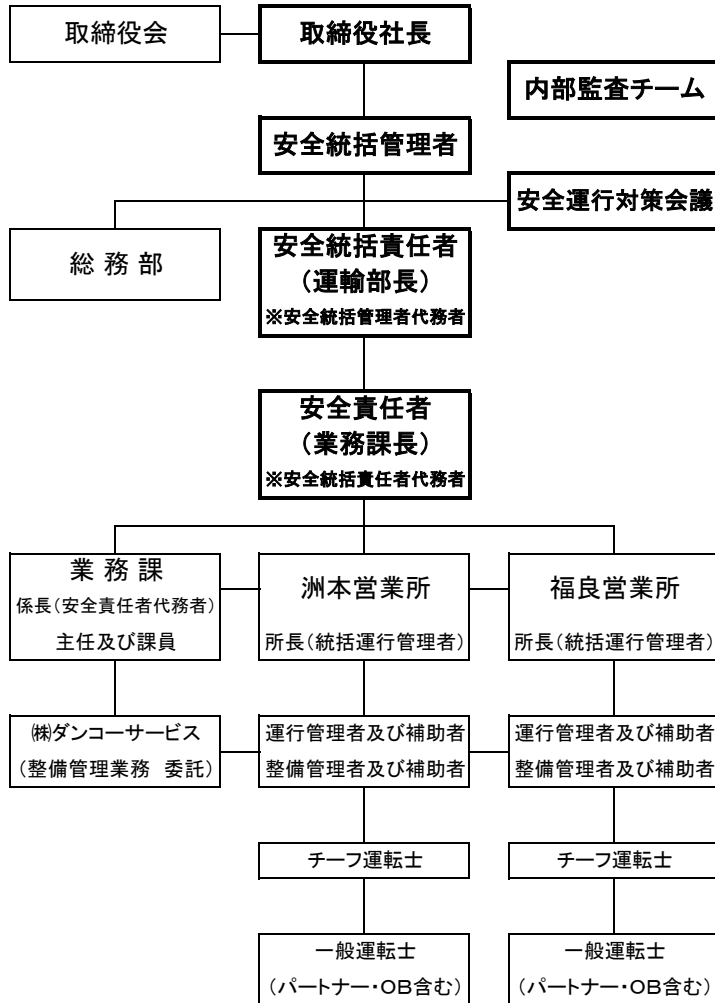 取締役会
取締役社長
内部監査チーム
安全統括管理者
安全運行対策会議
総務部
安全統括責任者
（運輸部長）
※安全統括管理者代務者
安全責任者
（業務課長）
※安全統括責任者代務者
業務課
係長（安全責任者代務者）
主任及び課員
洲本営業所
所長（統括運行管理者）
福良営業所
所長（統括運行管理者）
㈱ダンコーサービス
（整備管理業務　委託）
運行管理者及び補助者
整備管理者及び補助者
運行管理者及び補助者
整備管理者及び補助者
チーフ運転士
チーフ運転士
一般運転士
（パートナー・OB含む）
一般運転士
（パートナー・OB含む）